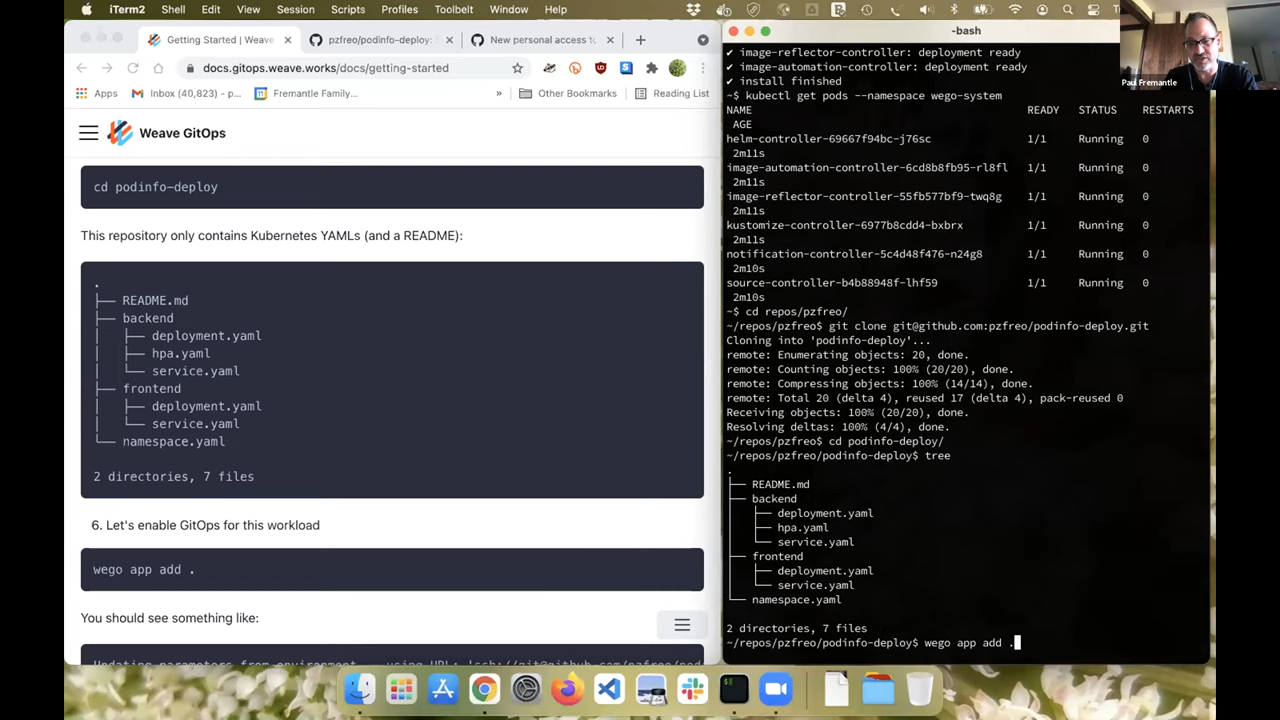 iTerm2 Shell Edit View Session Scripts Profiles Toolbelt Window Help
Getting Started | Weave
pzfreo/podinfo-deploy:
New personal access t
docs.gitops.weave.works/docs/getting-started
Apps
Inbox (40,823) - p...
Fremantle Family...
»
Other Bookmarks
Reading List
Weave GitOps
cd podinfo-deploy
This repository only contains Kubernetes YAMLs (and a README):
.
├── README.md
├── backend
│   ├── deployment.yaml
│   ├── hpa.yaml
│   └── service.yaml
├── frontend
│   ├── deployment.yaml
│   └── service.yaml
└── namespace.yaml
2 directories, 7 files
6. Let's enable GitOps for this workload
wego app add .
You should see something like:
Updating parameters from environment... using URL: 'ssh://git@github.com/pzfreo/pod
-bash
✔ image-reflector-controller: deployment ready
✔ image-automation-controller: deployment ready
✔ install finished
~$ kubectl get pods --namespace wego-system
NAME READY STATUS RESTARTS
AGE
helm-controller-69667f94bc-j76sc 1/1 Running 0
2m11s
image-automation-controller-6cd8b8fb95-rl8fl 1/1 Running 0
2m11s
image-reflector-controller-55fb577bf9-twq8g 1/1 Running 0
2m11s
kustomize-controller-6977b8cdd4-bxbrx 1/1 Running 0
2m11s
notification-controller-5c4d48f476-n24g8 1/1 Running 0
2m10s
source-controller-b4b88948f-lhf59 1/1 Running 0
2m10s
~$ cd repos/pzfreo/
~/repos/pzfreo$ git clone git@github.com:pzfreo/podinfo-deploy.git
Cloning into 'podinfo-deploy'...
remote: Enumerating objects: 20, done.
remote: Counting objects: 100% (20/20), done.
remote: Compressing objects: 100% (14/14), done.
remote: Total 20 (delta 4), reused 17 (delta 4), pack-reused 0
Receiving objects: 100% (20/20), done.
Resolving deltas: 100% (4/4), done.
~/repos/pzfreo$ cd podinfo-deploy/
~/repos/pzfreo/podinfo-deploy$ tree
.
├── README.md
├── backend
│   ├── deployment.yaml
│   ├── hpa.yaml
│   └── service.yaml
├── frontend
│   ├── deployment.yaml
│   └── service.yaml
└── namespace.yaml
2 directories, 7 files
~/repos/pzfreo/podinfo-deploy$ wego app add .
Paul Fremantle